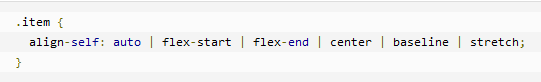 .item {
  align-self: auto | flex-start | flex-end | center | baseline | stretch;
}